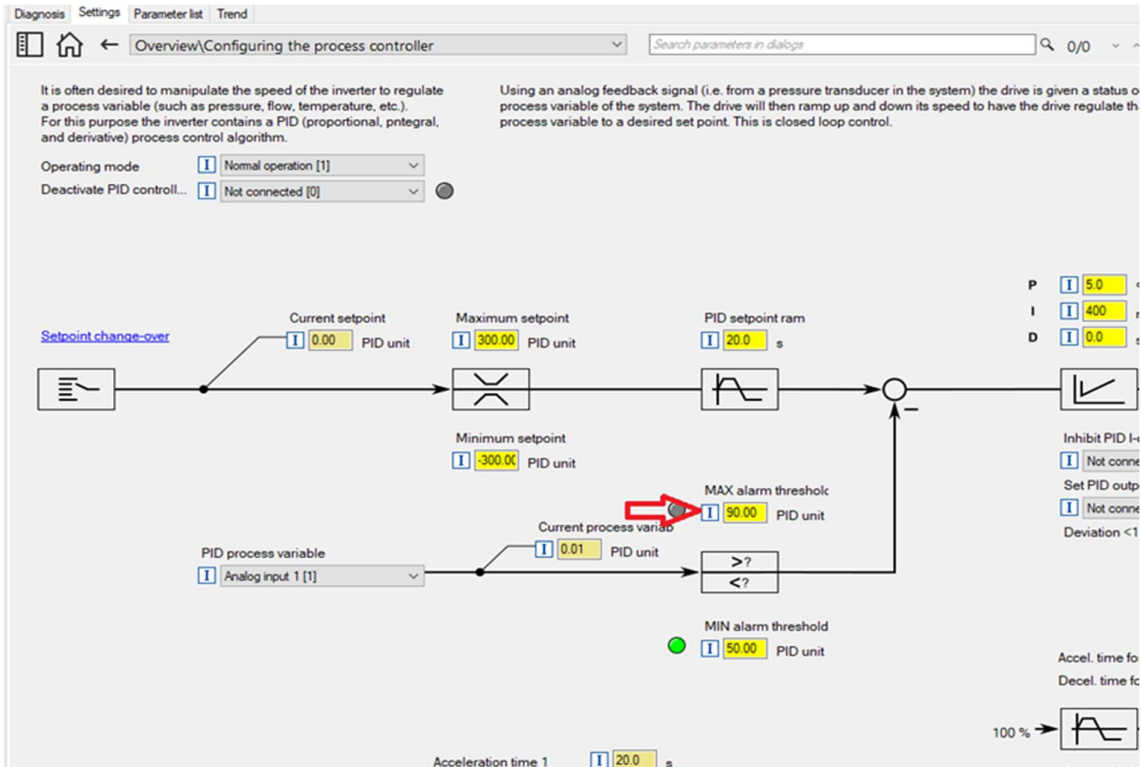 Diagnosis Settings Parameter list Trend
Overview\Configuring the process controller
Search parameters in dialogs
0/0
It is often desired to manipulate the speed of the inverter to regulate
a process variable (such as pressure, flow, temperature, etc.).
For this purpose the inverter contains a PID (proportional, pntegral,
and derivative) process control algorithm.
Using an analog feedback signal (i.e. from a pressure transducer in the system) the drive is given a status o
process variable of the system. The drive will then ramp up and down its speed to have the drive regulate th
process variable to a desired set point. This is closed loop control.
Operating mode I Normal operation [1]
Deactivate PID controll... I Not connected [0]
Setpoint change-over
Current setpoint
I 0.00 PID unit
Maximum setpoint
I 300.00 PID unit
PID setpoint ram
I 20.0 s
P I 5.0
I I 400
D I 0.0 s
Minimum setpoint
I -300.00 PID unit
Inhibit PID I-
I Not conne
Set PID outp
I Not conne
Deviation <1
MAX alarm threshold
I 90.00 PID unit
Current process variab
I 0.01 PID unit
PID process variable
I Analog input 1 [1]
>?
<?
MIN alarm threshold
I 50.00 PID unit
Accel. time fo
Decel. time fo
100 %
Acceleration time 1 I 20.0 s